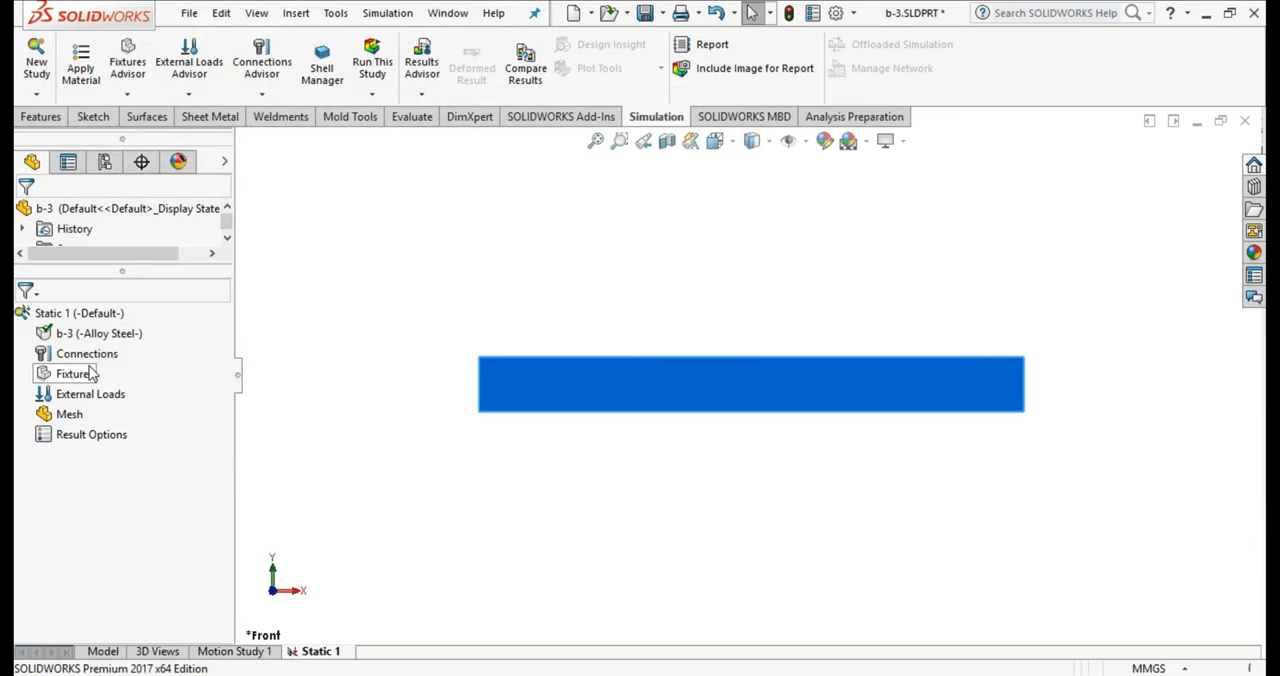 SOLIDWORKS File Edit View Insert Tools Simulation Window Help b-3.SLDPRT * Search SOLIDWORKS Help ?
New Study
Apply Material
Fixtures Advisor
External Loads Advisor
Connections Advisor
Shell Manager
Run This Study
Results Advisor
Deformed Result
Compare Results
Design Insight
Plot Tools
Report
Include Image for Report
Offloaded Simulation
Manage Network
Features Sketch Surfaces Sheet Metal Weldments Mold Tools Evaluate DimXpert SOLIDWORKS Add-Ins Simulation SOLIDWORKS MBD Analysis Preparation
b-3 (Default<<Default>_Display State
History
Static 1 (-Default-)
b-3 (-Alloy Steel-)
Connections
Fixture
External Loads
Mesh
Result Options
Y
X
*Front
Model 3D Views Motion Study 1 Static 1
SOLIDWORKS Premium 2017 x64 Edition MMGS